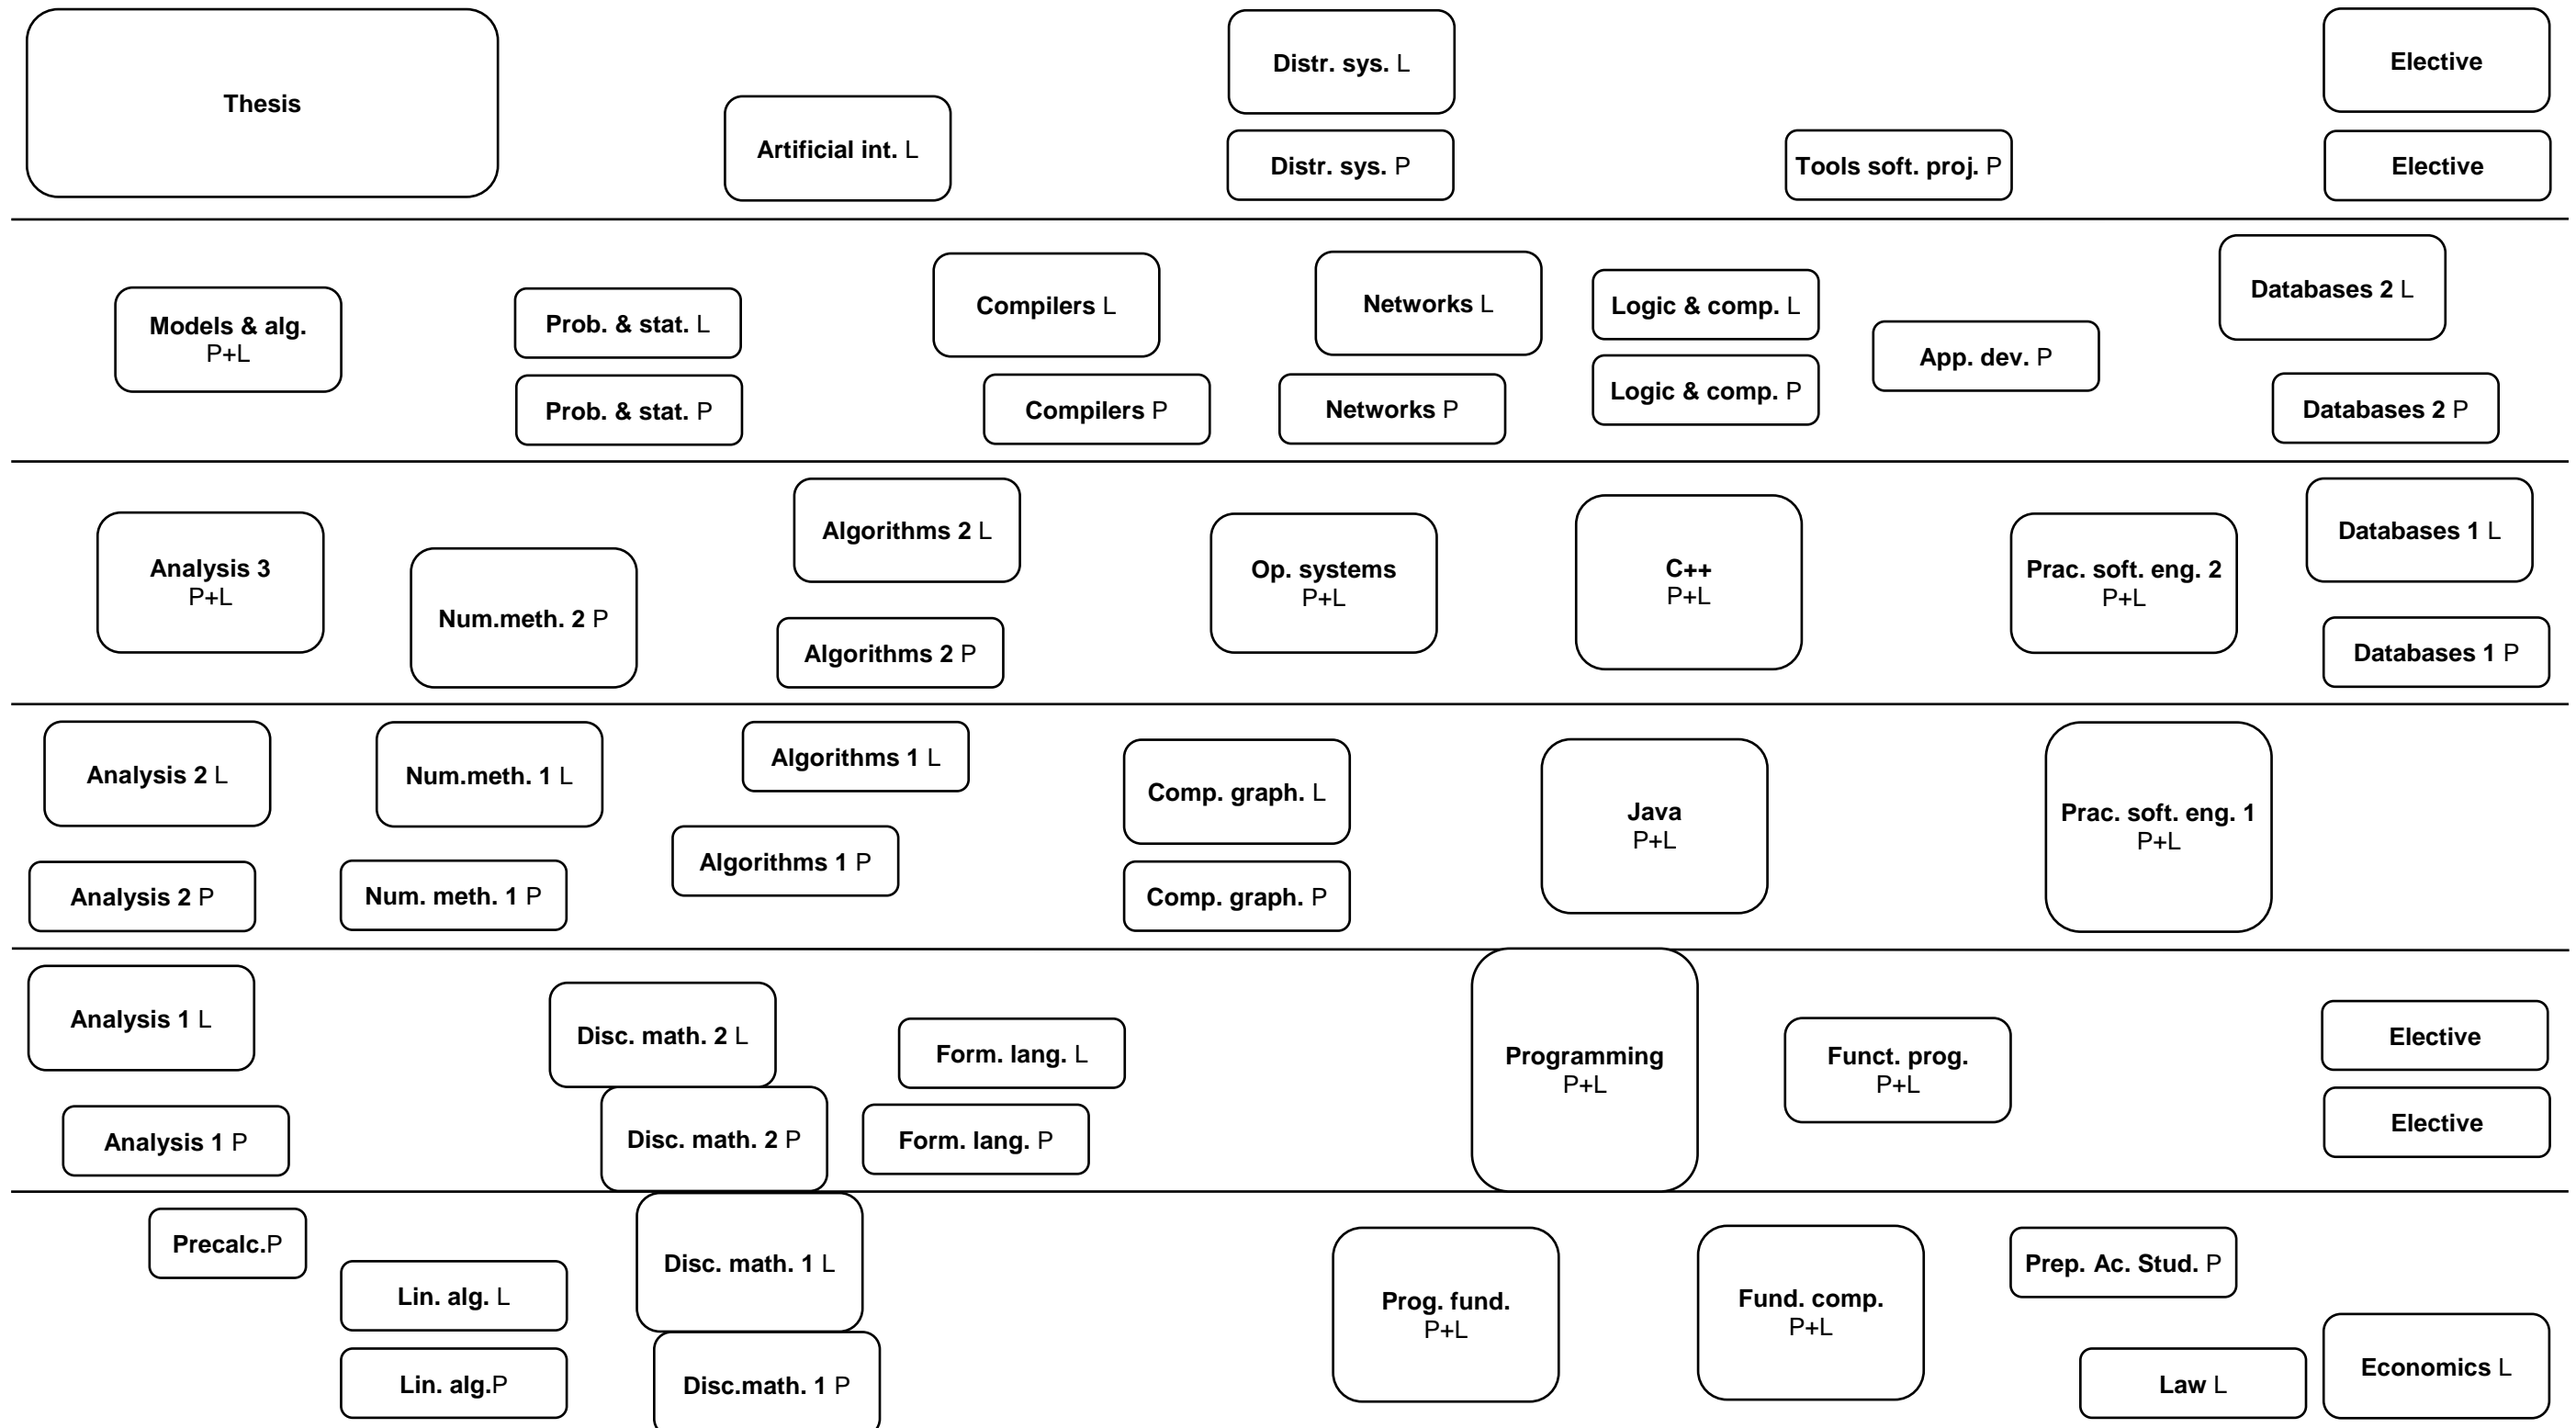 Thesis
Artificial int. L
Distr. sys. L
Distr. sys. P
Tools soft. proj. P
Elective
Elective
Models & alg.
P+L
Prob. & stat. L
Prob. & stat. P
Compilers L
Compilers P
Networks L
Networks P
Logic & comp. L
Logic & comp. P
App. dev. P
Databases 2 L
Databases 2 P
Analysis 3
P+L
Num.meth. 2 P
Algorithms 2 L
Algorithms 2 P
Op. systems
P+L
C++
P+L
Prac. soft. eng. 2
P+L
Databases 1 L
Databases 1 P
Analysis 2 L
Analysis 2 P
Num.meth. 1 L
Num. meth. 1 P
Algorithms 1 L
Algorithms 1 P
Comp. graph. L
Comp. graph. P
Java
P+L
Prac. soft. eng. 1
P+L
Analysis 1 L
Analysis 1 P
Disc. math. 2 L
Disc. math. 2 P
Form. lang. L
Form. lang. P
Programming
P+L
Funct. prog.
P+L
Elective
Elective
Precalc.P
Lin. alg. L
Lin. alg.P
Disc. math. 1 L
Disc.math. 1 P
Prog. fund.
P+L
Fund. comp.
P+L
Prep. Ac. Stud. P
Law L
Economics L